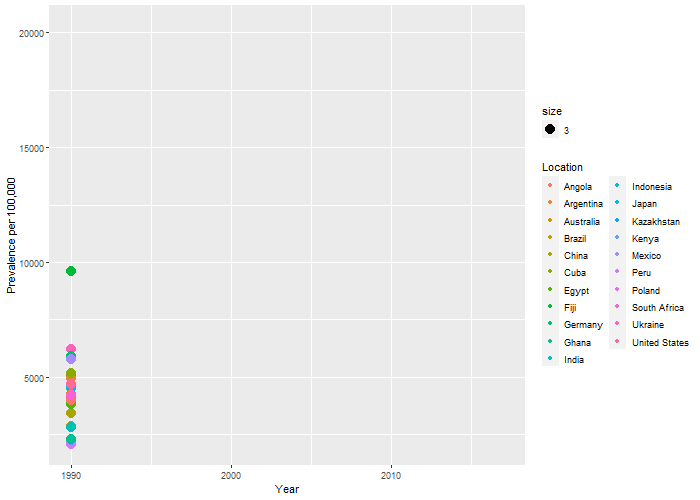 20000
15000
10000
5000
Prevalence per 100,000
1990
2000
2010
Year
size
3
Location
Angola
Argentina
Australia
Brazil
China
Cuba
Egypt
Fiji
Germany
Ghana
India
Indonesia
Japan
Kazakhstan
Kenya
Mexico
Peru
Poland
South Africa
Ukraine
United States